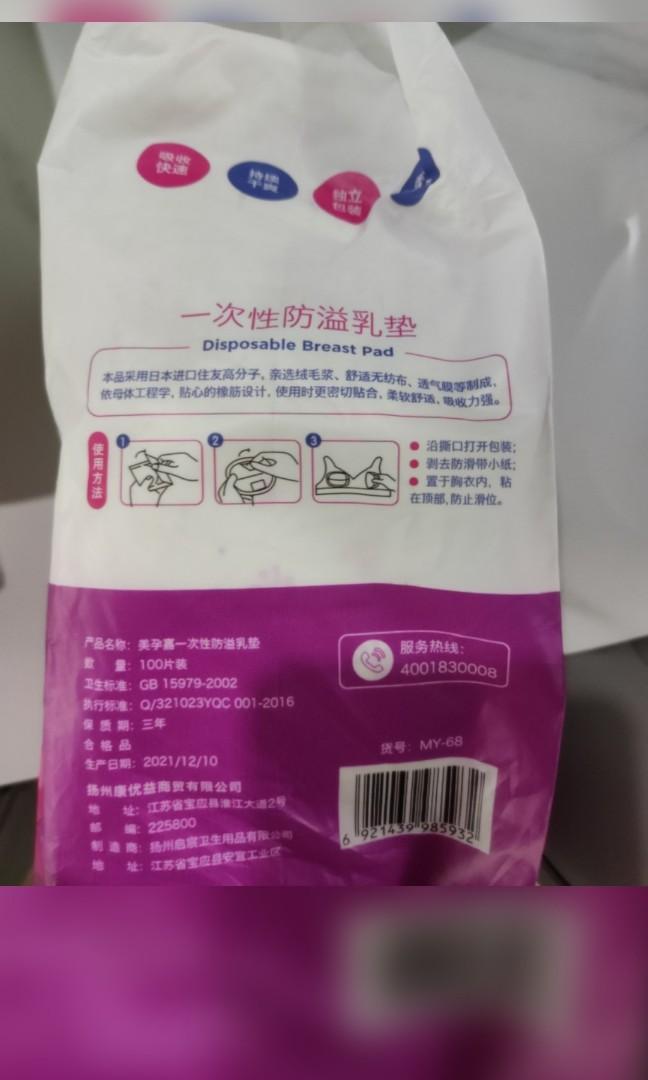 吸收
快速
持续
干爽
独立
包装
一次性防溢乳垫
Disposable Breast Pad
本品采用日本进口住友高分子，亲选绒毛浆、舒适无纺布、透气膜等制成，
依母体工程学，贴心的橡筋设计，使用时更密切贴合，柔软舒适，吸收力强。
使用方法
1
2
3
沿撕口打开包装；
剥去防滑带小纸；
置于胸衣内，粘
在顶部，防止滑位。
产品名称：美孕嘉一次性防溢乳垫
数 量：100片装
卫生标准：GB 15979-2002
执行标准：Q/321023YQC 001-2016
保 质 期：三年
合 格 品
生产日期：2021/12/10
扬州康优益商贸有限公司
地 址：江苏省宝应县淮江大道2号
邮 编：225800
制 造 商：扬州启宸卫生用品有限公司
地 址：江苏省宝应县安宜工业区
服务热线：
4001830008
货号：MY-68
6 921439 985932